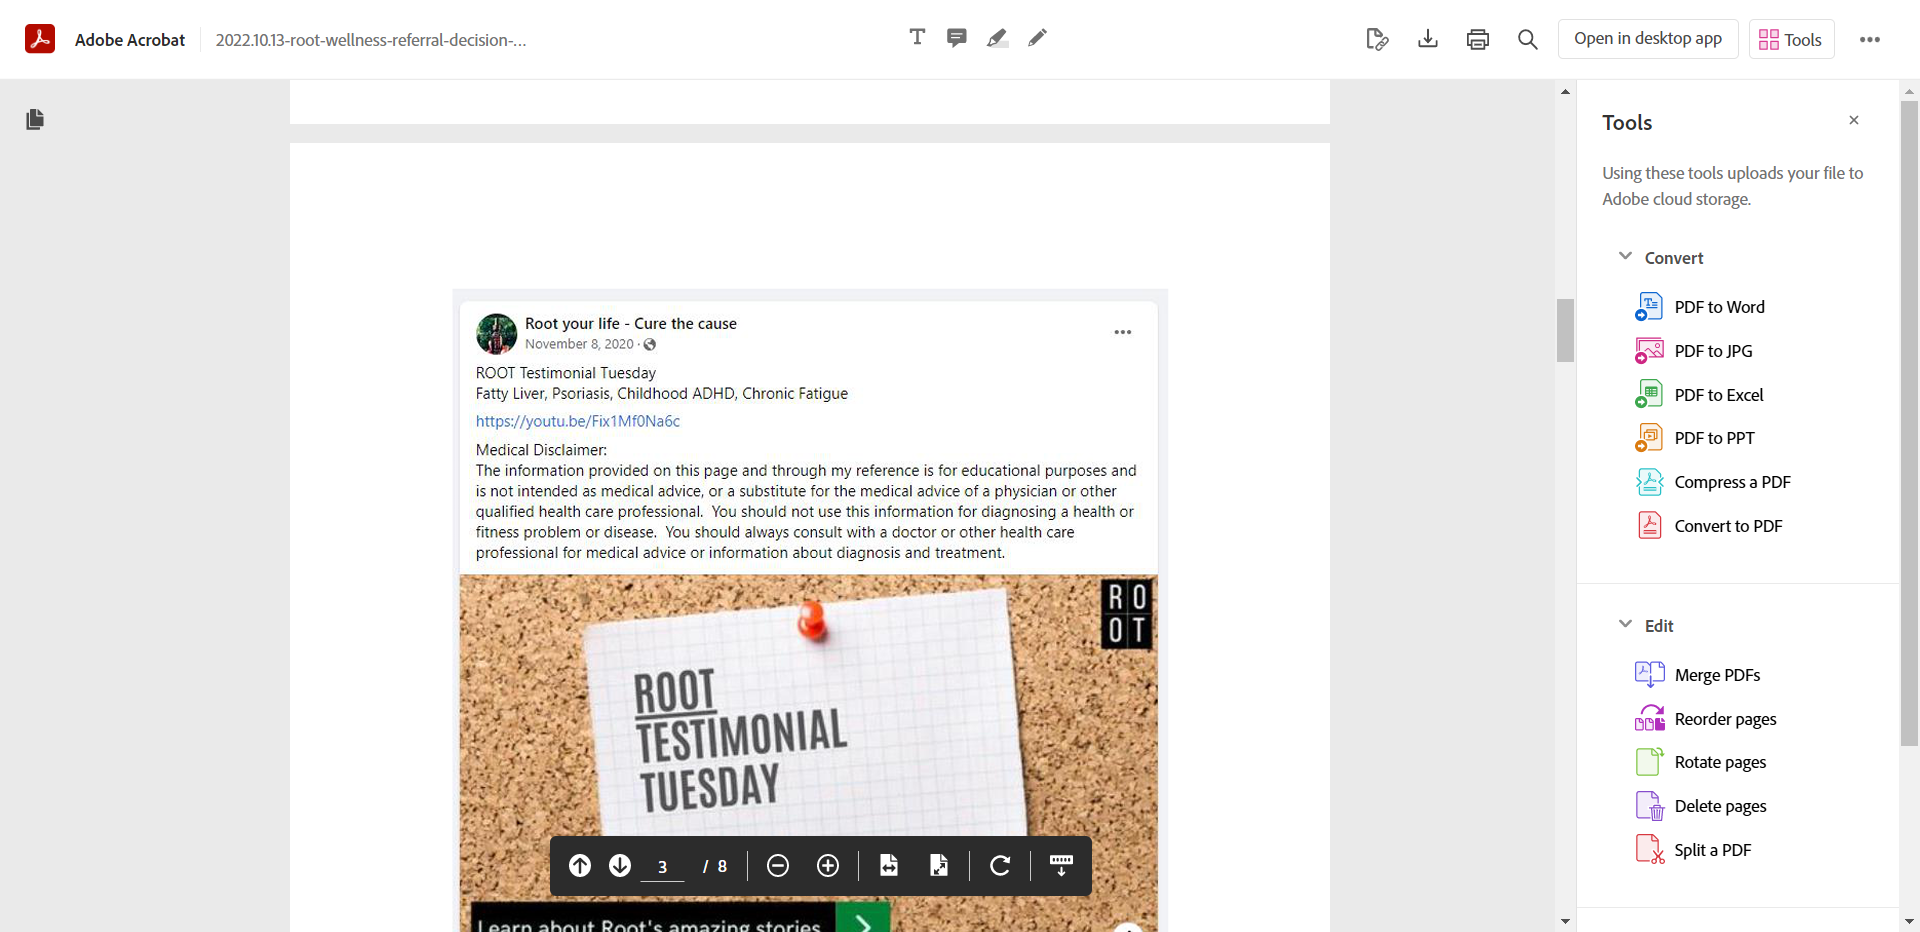 Adobe Acrobat
2022.10.13-root-wellness-referral-decision-...
Open in desktop app
Tools
Root your life - Cure the cause
November 8, 2020 ·
ROOT Testimonial Tuesday
Fatty Liver, Psoriasis, Childhood ADHD, Chronic Fatigue
https://youtu.be/Fix1Mf0Na6c
Medical Disclaimer:
The information provided on this page and through my reference is for educational purposes and
is not intended as medical advice, or a substitute for the medical advice of a physician or other
qualified health care professional. You should not use this information for diagnosing a health or
fitness problem or disease. You should always consult with a doctor or other health care
professional for medical advice or information about diagnosis and treatment.
RO
OT
ROOT
TESTIMONIAL
TUESDAY
3 / 8
Learn about Root's amazing stories
Tools
Using these tools uploads your file to
Adobe cloud storage.
Convert
PDF to Word
PDF to JPG
PDF to Excel
PDF to PPT
Compress a PDF
Convert to PDF
Edit
Merge PDFs
Reorder pages
Rotate pages
Delete pages
Split a PDF